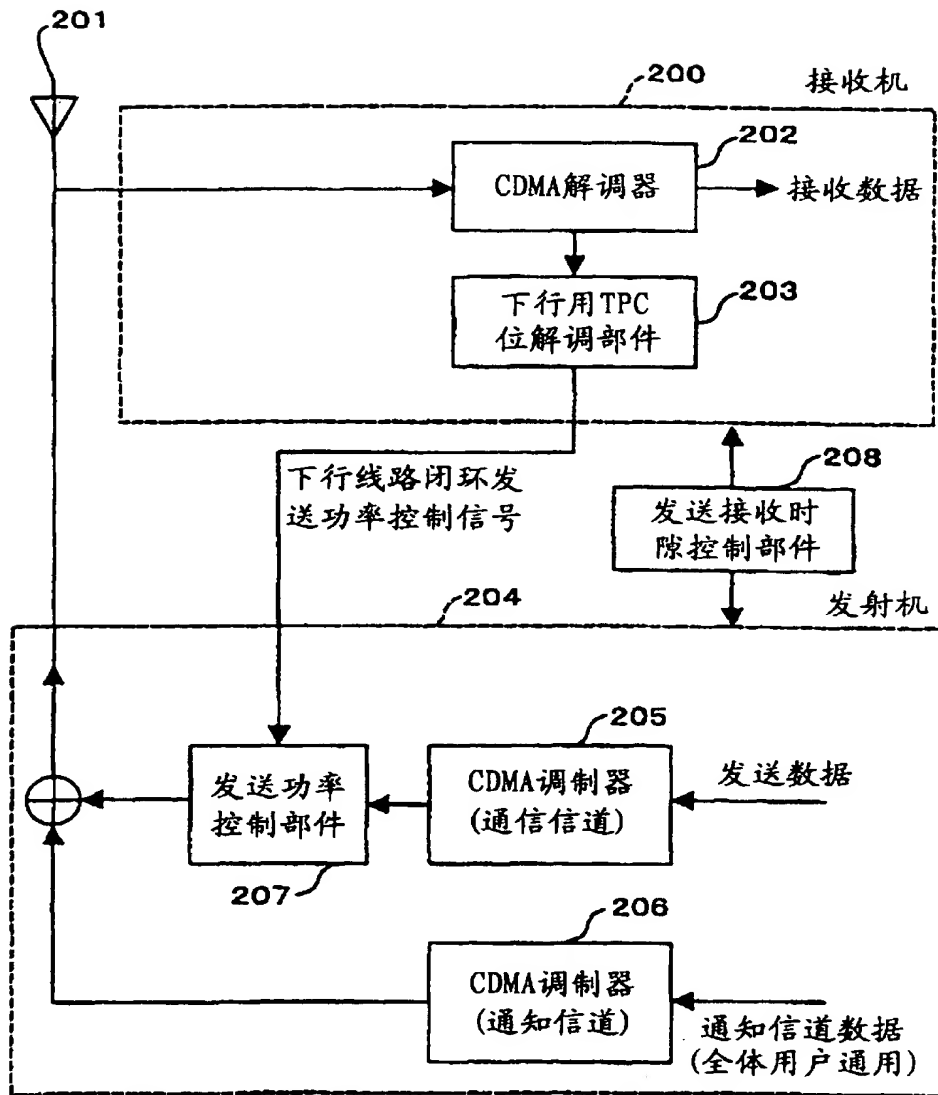 201
200
接收机
202
CDMA解调器
接收数据
203
下行用TPC
位解调部件
下行线路闭环发
送功率控制信号
208
发送接收时
隙控制部件
204
发射机
205
发送功率
控制部件
CDMA调制器
(通信信道)
发送数据
207
206
CDMA调制器
(通知信道)
通知信道数据
(全体用户通用)